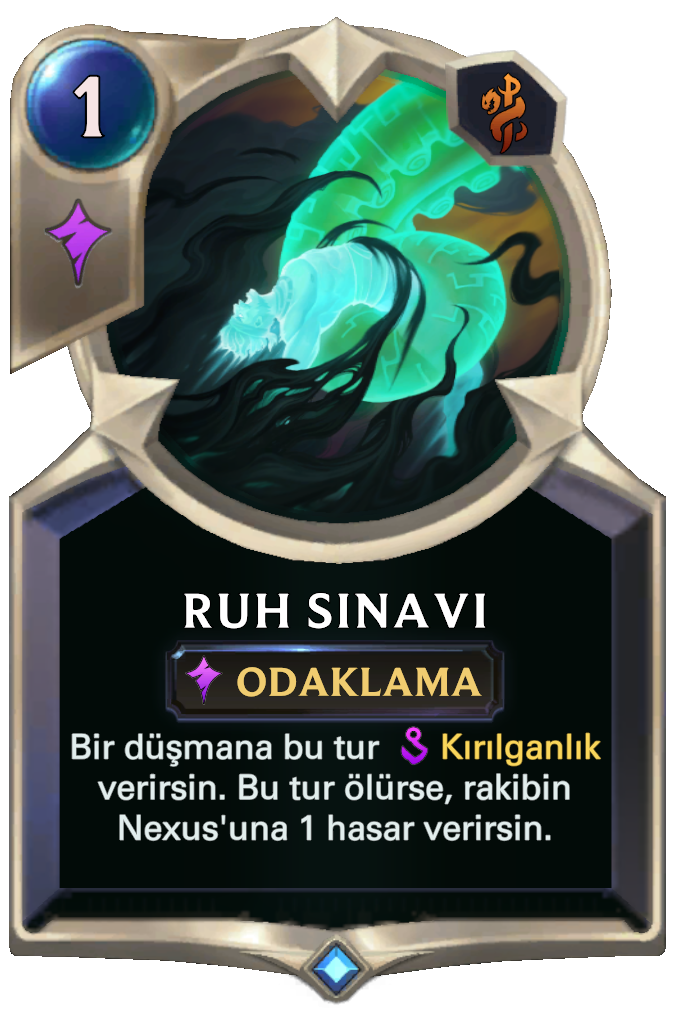 1
RUH SINAVI
ODAKLAMA
Bir düşmana bu tur Kırılganlık
verirsin. Bu tur ölürse, rakibin
Nexus'una 1 hasar verirsin.